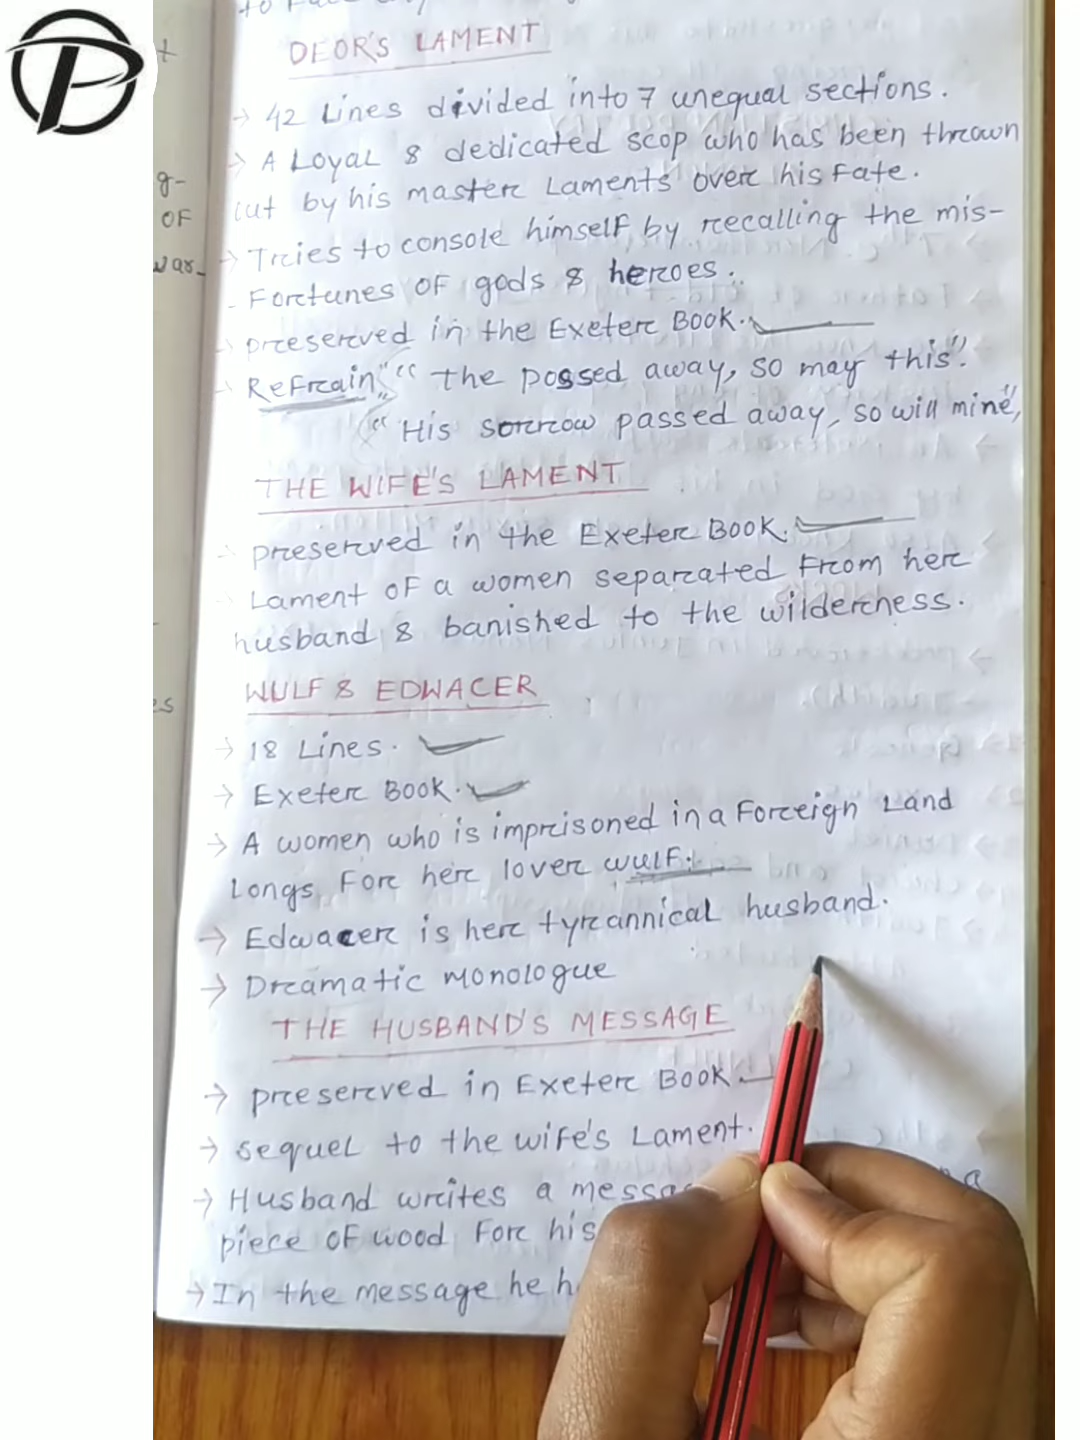 to
DEOR'S LAMENT
→ 42 Lines divided into 7 unequal sections.
→ A Loyal & dedicated scop who has been thrown
out by his master Laments over his Fate.
→ Tries to console himself by recalling the mis-
Fortunes OF gods & heroes.
→ preserved in the Exeter BOOK.
→ ReFrain "the passed away, so may this".
"His sorrow passed away, so will mine"
THE WIFE'S LAMENT
→ preserved in the Exeter BOOK.
→ Lament OF a women separated From her
husband & banished to the wilderness.
WULF & EDWACER
→ 18 Lines.
→ Exeter BOOK.
→ A women who is imprisoned in a Foreign Land
Longs For her lover wulf.
→ Edwacer is her tyrannical husband.
→ Dramatic monologue
THE HUSBAND'S MESSAGE
→ preserved in Exeter BOOK
→ sequel to the wife's Lament.
→ Husband writes a a
piece OF wood For his
→ In the message he
t
g-
OF
war-
es
P